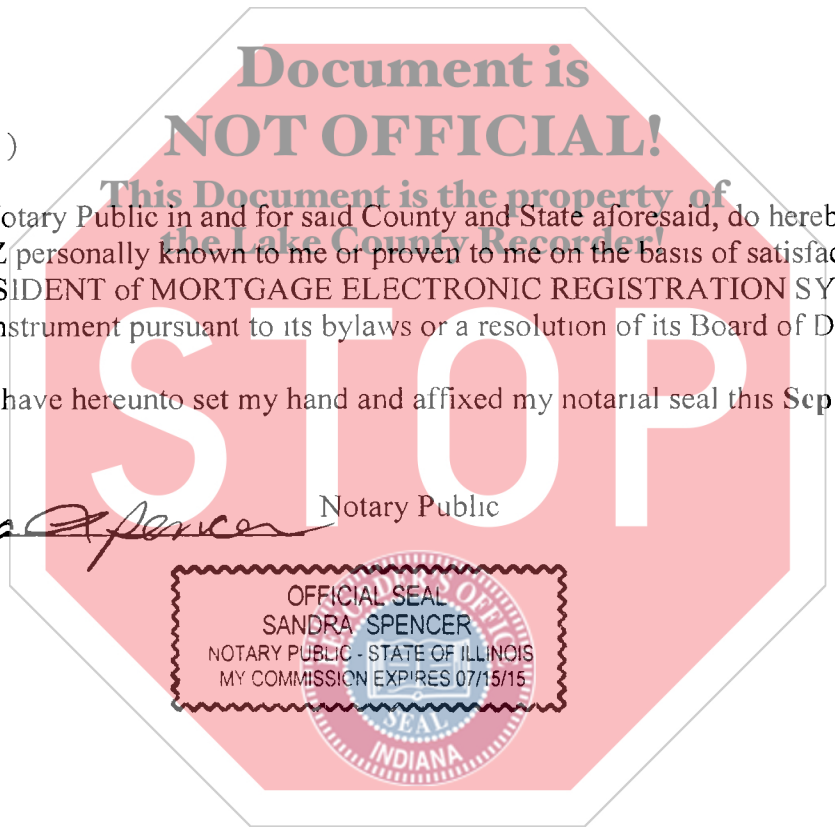 Document is
NOT OFFICIAL!
)
This Document is the property of
the Lake County Recorder!
otary Public in and for said County and State aforesaid, do hereb
Z personally known to me or proven to me on the basis of satisfac
SIDENT of MORTGAGE ELECTRONIC REGISTRATION SY
nstrument pursuant to its bylaws or a resolution of its Board of D
STOP
have hereunto set my hand and affixed my notarial seal this Sep
a Spencer Notary Public
OFFICIAL SEAL
SANDRA SPENCER
NOTARY PUBLIC - STATE OF ILLINOIS
MY COMMISSION EXPIRES 07/15/15
RECORDER'S OFFICE
SEAL
INDIANA